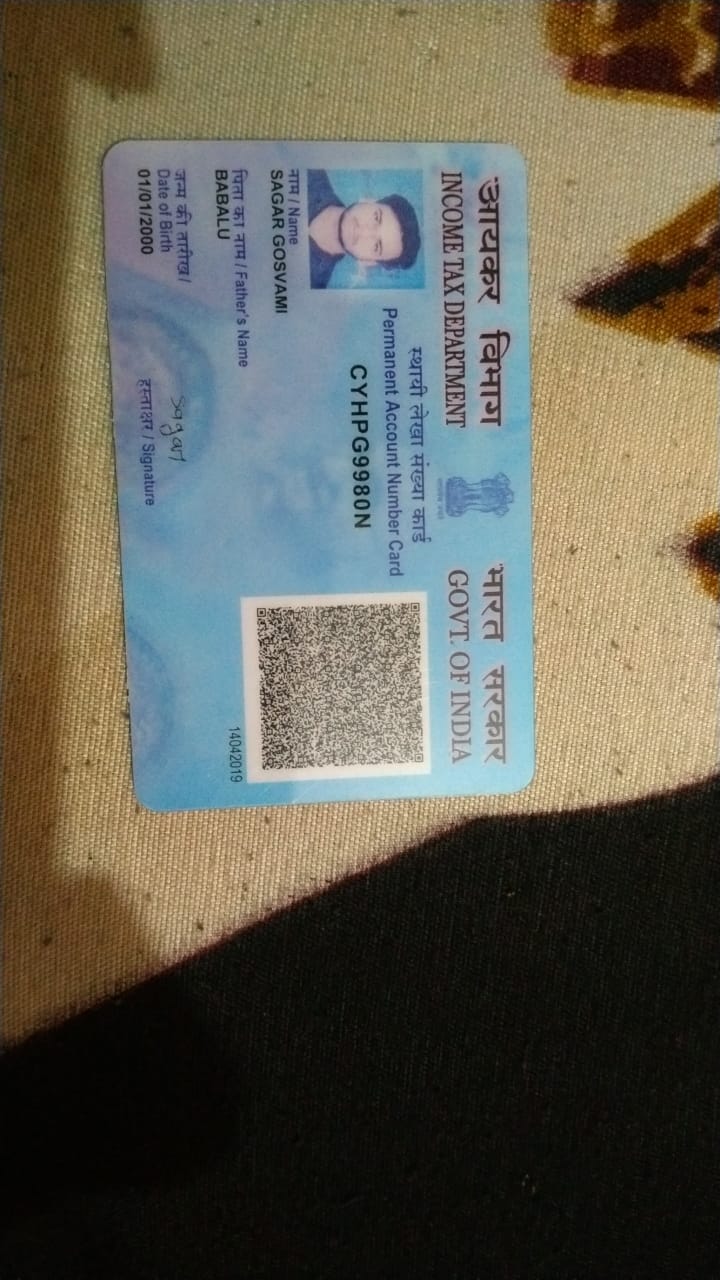 आयकर विभाग
INCOME TAX DEPARTMENT
भारत सरकार
GOVT. OF INDIA
स्थायी लेखा संख्या कार्ड
Permanent Account Number Card
CYHPG9980N
नाम / Name
SAGAR GOSVAMI
पिता का नाम / Father's Name
BABALU
जन्म की तारीख /
Date of Birth
01/01/2000
sagar
हस्ताक्षर / Signature
14042019